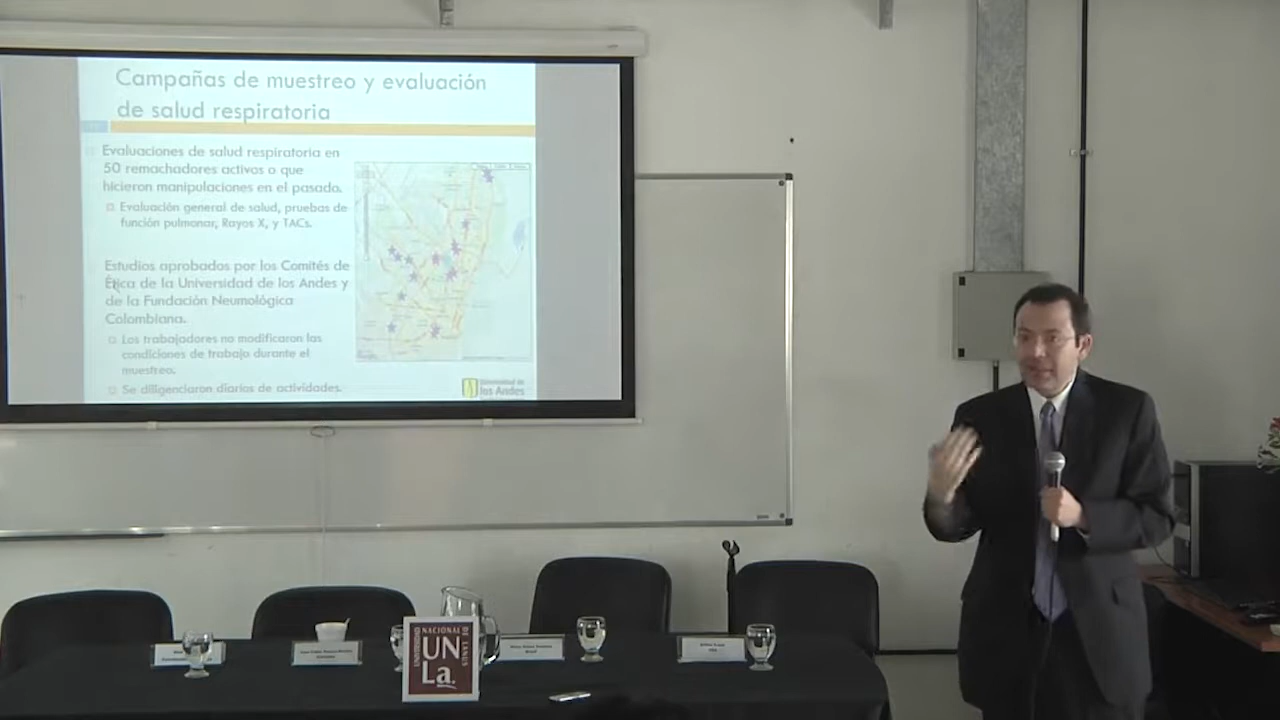 Campañas de muestreo y evaluación
de salud respiratoria
Evaluaciones de salud respiratoria en
50 remachadores activos o que
hicieron manipulaciones en el pasado.
Evaluación general de salud, pruebas de
función pulmonar, Rayos X, y TACs.
Estudios aprobados por los Comités de
Ética de la Universidad de los Andes y
de la Fundación Neumológica
Colombiana.
Los trabajadores no modificaron las
condiciones de trabajo durante el
muestreo.
Se diligenciaron diarios de actividades.
Universidad de
los Andes
UNIVERSIDAD
NACIONAL
DE LANUS
UN
La.